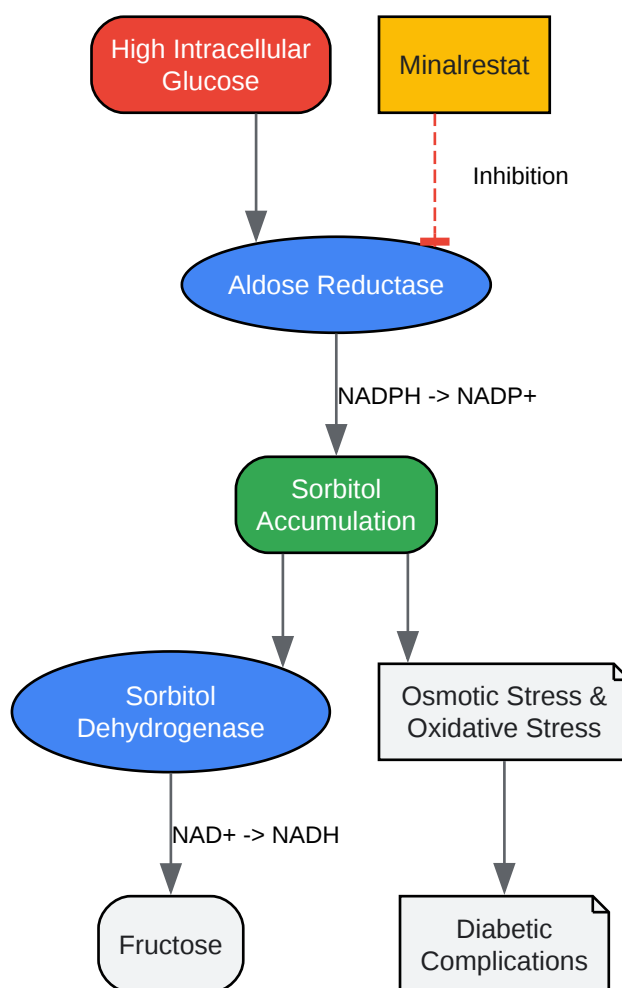 High Intracellular
Glucose
Minalrestat
Inhibition
Aldose Reductase
NADPH -> NADP+
Sorbitol
Accumulation
Sorbitol
Dehydrogenase
Osmotic Stress &
Oxidative Stress
NAD+ -> NADH
Fructose
Diabetic
Complications